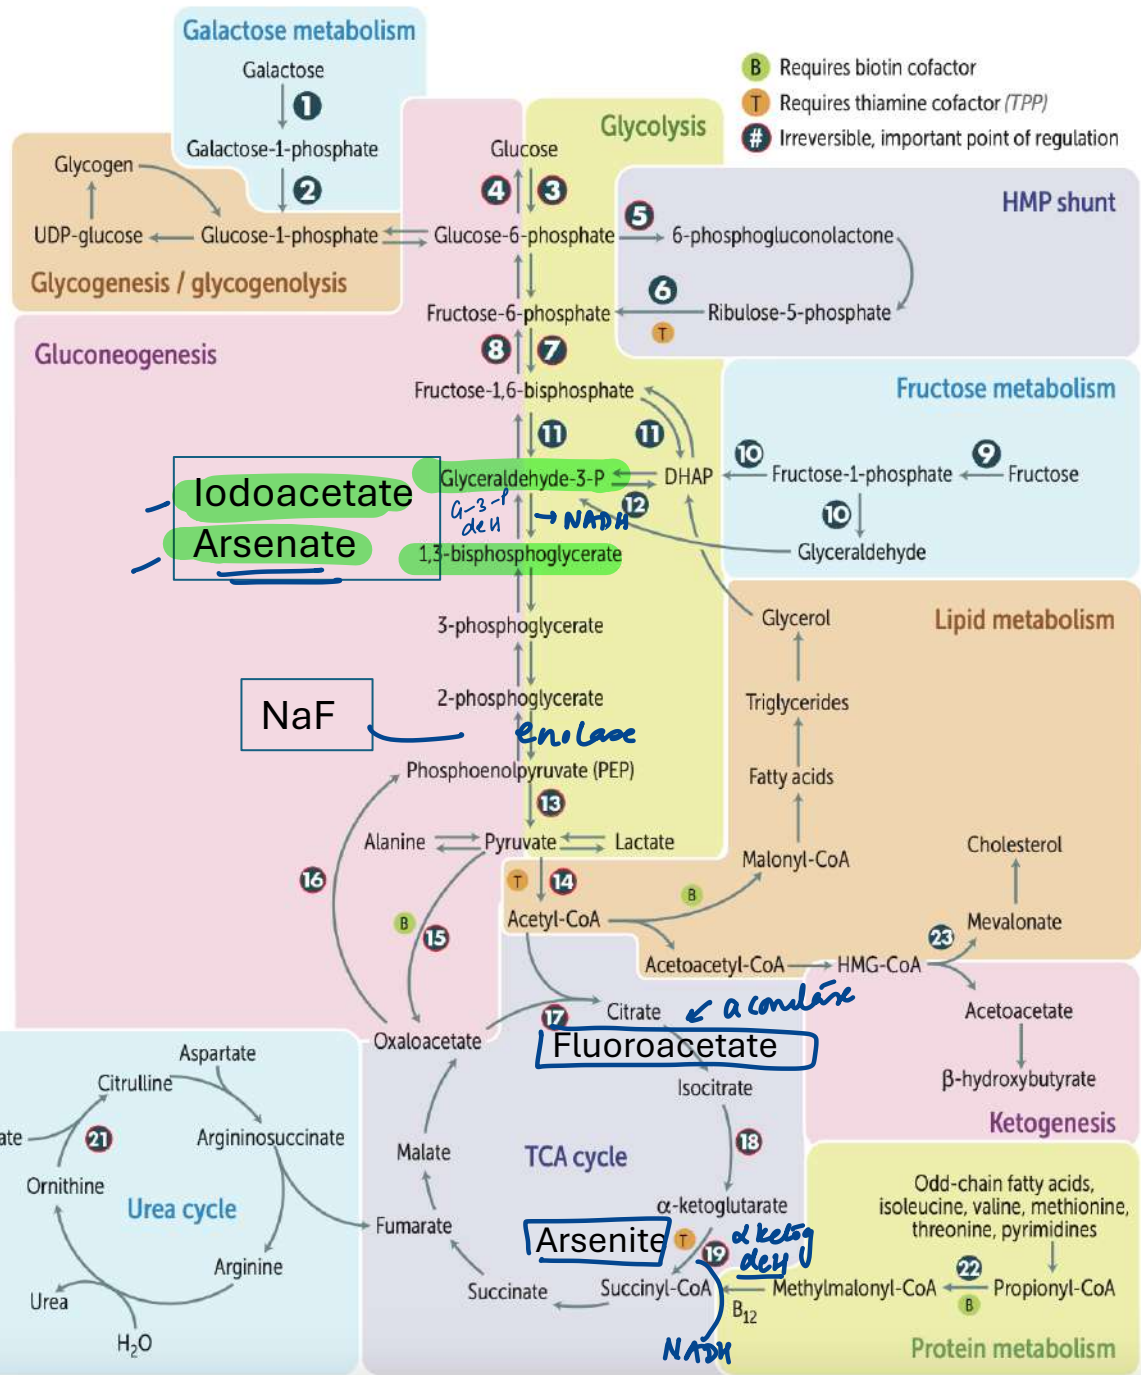 Galactose metabolism
Galactose
1
Galactose-1-phosphate
2
B Requires biotin cofactor
T Requires thiamine cofactor (TPP)
# Irreversible, important point of regulation
Glycogen
UDP-glucose
Glucose-1-phosphate
Glycogenesis / glycogenolysis
Glycolysis
Glucose
4
3
Glucose-6-phosphate
5
6-phosphogluconolactone
HMP shunt
6
T
Ribulose-5-phosphate
Fructose-6-phosphate
Gluconeogenesis
8
7
Fructose-1,6-bisphosphate
11
11
Fructose metabolism
Glyceraldehyde-3-P
DHAP
10
Fructose-1-phosphate
9
Fructose
12
10
Glyceraldehyde
Iodoacetate
Arsenate
G-3-P
deH
NADH
1,3-bisphosphoglycerate
3-phosphoglycerate
2-phosphoglycerate
NaF
enolase
Phosphoenolpyruvate (PEP)
13
Alanine
Pyruvate
Lactate
16
T
14
B
15
Acetyl-CoA
Lipid metabolism
Glycerol
Triglycerides
Fatty acids
Malonyl-CoA
B
Cholesterol
Mevalonate
23
Acetoacetyl-CoA
HMG-CoA
Acetoacetate
β-hydroxybutyrate
Ketogenesis
Oxaloacetate
17
Citrate
Fluoroacetate
Isocitrate
18
TCA cycle
α-ketoglutarate
Arsenite
T
19
α ketog
deH
Succinyl-CoA
NADH
Succinate
Fumarate
Malate
Aspartate
Citrulline
ate
21
Argininosuccinate
Ornithine
Urea cycle
Arginine
Urea
H₂O
Odd-chain fatty acids,
isoleucine, valine, methionine,
threonine, pyrimidines
22
B
Propionyl-CoA
Methylmalonyl-CoA
B₁₂
Protein metabolism